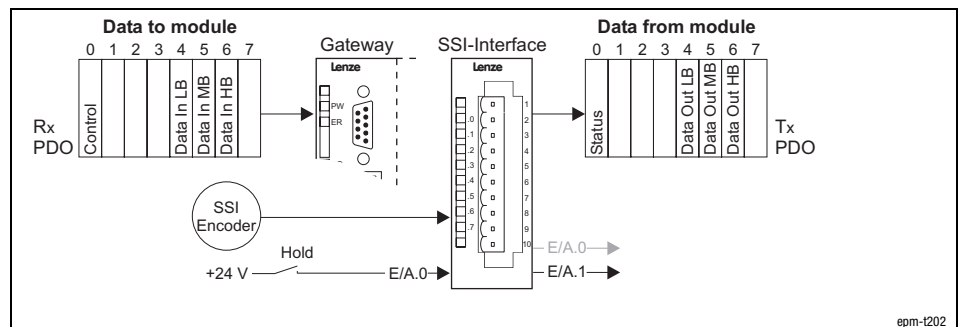 Data to module
0 1 2 3 4 5 6 7
Control
Data In LB
Data In MB
Data In HB
Rx
PDO
Gateway
Lenze
PW
ER
SSI-Interface
Lenze
.0
.1
.2
.3
.4
.5
.6
.7
1
2
3
4
5
6
7
8
9
10
Data from module
0 1 2 3 4 5 6 7
Status
Data Out LB
Data Out MB
Data Out HB
Tx
PDO
SSI
Encoder
Hold
+24 V
E/A.0
E/A.0
E/A.1
epm-t202